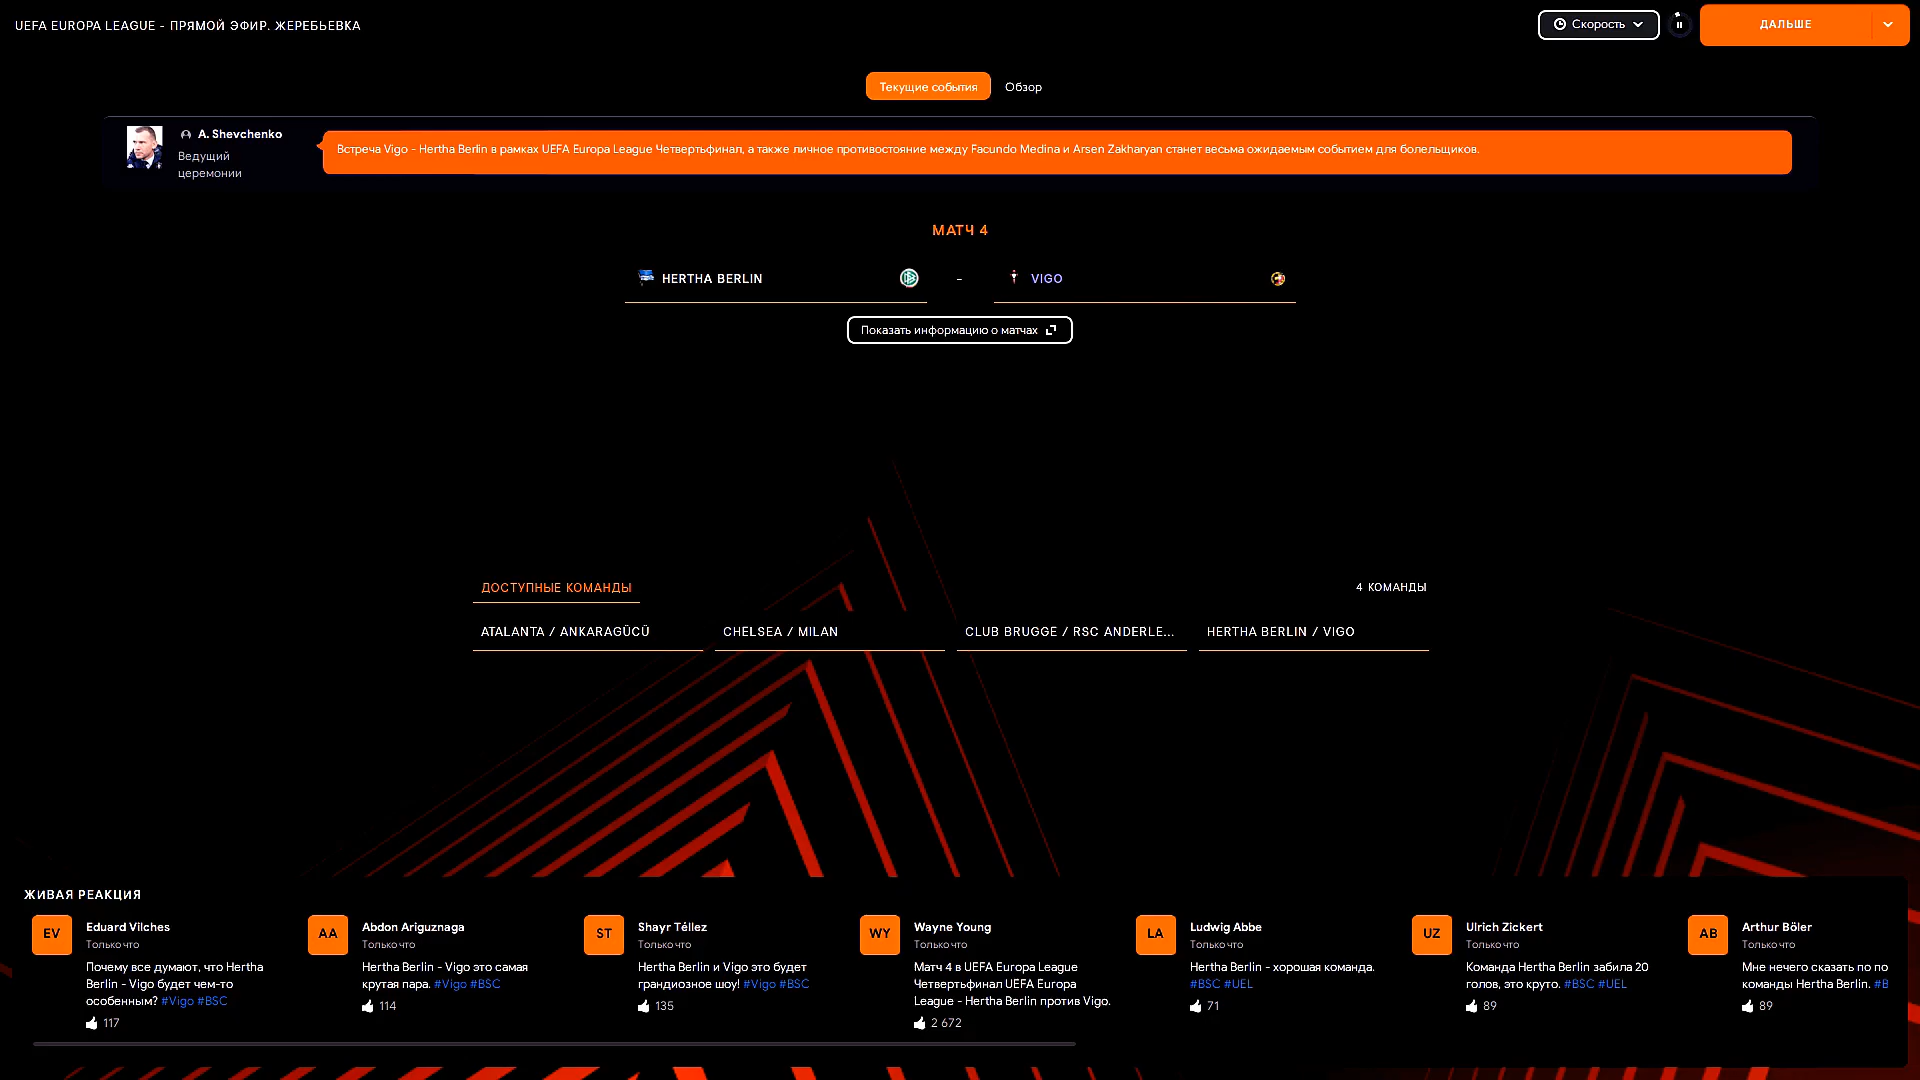 UEFA EUROPA LEAGUE - ПРЯМОЙ ЭФИР. ЖЕРЕБЬЕВКА
Скорость
ДАЛЬШЕ
Текущие события
Обзор
A. Shevchenko
Ведущий
церемонии
Встреча Vigo - Hertha Berlin в рамках UEFA Europa League Четвертьфинал, а также личное противостояние между Facundo Medina и Arsen Zakharyan станет весьма ожидаемым событием для болельщиков.
МАТЧ 4
HERTHA BERLIN
-
VIGO
Показать информацию о матчах
ДОСТУПНЫЕ КОМАНДЫ
4 КОМАНДЫ
ATALANTA / ANKARAGÜCÜ
CHELSEA / MILAN
CLUB BRUGGE / RSC ANDERLE...
HERTHA BERLIN / VIGO
ЖИВАЯ РЕАКЦИЯ
EV
Eduard Vilches
Только что
Почему все думают, что Hertha
Berlin - Vigo будет чем-то
особенным? #Vigo #BSC
117
AA
Abdon Ariguznaga
Только что
Hertha Berlin - Vigo это самая
крутая пара. #Vigo #BSC
114
ST
Shayr Téllez
Только что
Hertha Berlin и Vigo это будет
грандиозное шоу! #Vigo #BSC
135
WY
Wayne Young
Только что
Матч 4 в UEFA Europa League
Четвертьфинал UEFA Europa
League - Hertha Berlin против Vigo.
2 672
LA
Ludwig Abbe
Только что
Hertha Berlin - хорошая команда.
#BSC #UEL
71
UZ
Ulrich Zickert
Только что
Команда Hertha Berlin забила 20
голов, это круто. #BSC #UEL
89
AB
Arthur Böler
Только что
Мне нечего сказать по по
команды Hertha Berlin. #B
89